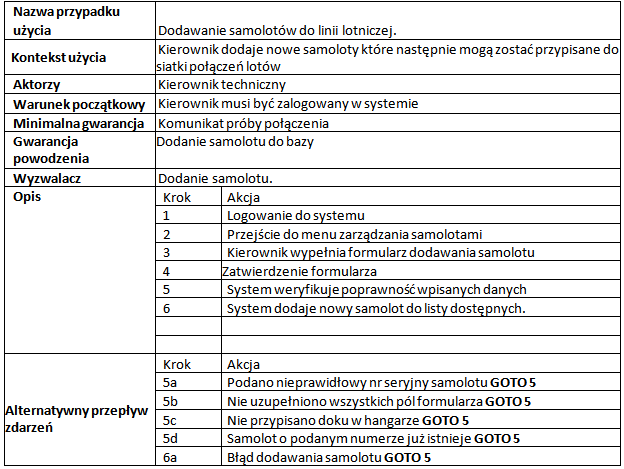 Nazwa przypadku
użycia
Dodawanie samolotów do linii lotniczej.
Kontekst użycia
Kierownik dodaje nowe samoloty które następnie mogą zostać przypisane do
siatki połączeń lotów
Aktorzy
Kierownik techniczny
Warunek początkowy
Kierownik musi być zalogowany w systemie
Minimalna gwarancja
Komunikat próby połączenia
Gwarancja
powodzenia
Dodanie samolotu do bazy
Wyzwalacz
Dodanie samolotu.
Opis
Krok Akcja
1 Logowanie do systemu
2 Przejście do menu zarządzania samolotami
3 Kierownik wypełnia formularz dodawania samolotu
4 Zatwierdzenie formularza
5 System weryfikuje poprawność wpisanych danych
6 System dodaje nowy samolot do listy dostępnych.
Alternatywny przepływ
zdarzeń
Krok Akcja
5a Podano nieprawidłowy nr seryjny samolotu GOTO 5
5b Nie uzupełniono wszystkich pól formularza GOTO 5
5c Nie przypisano doku w hangarze GOTO 5
5d Samolot o podanym numerze już istnieje GOTO 5
6a Błąd dodawania samolotu GOTO 5